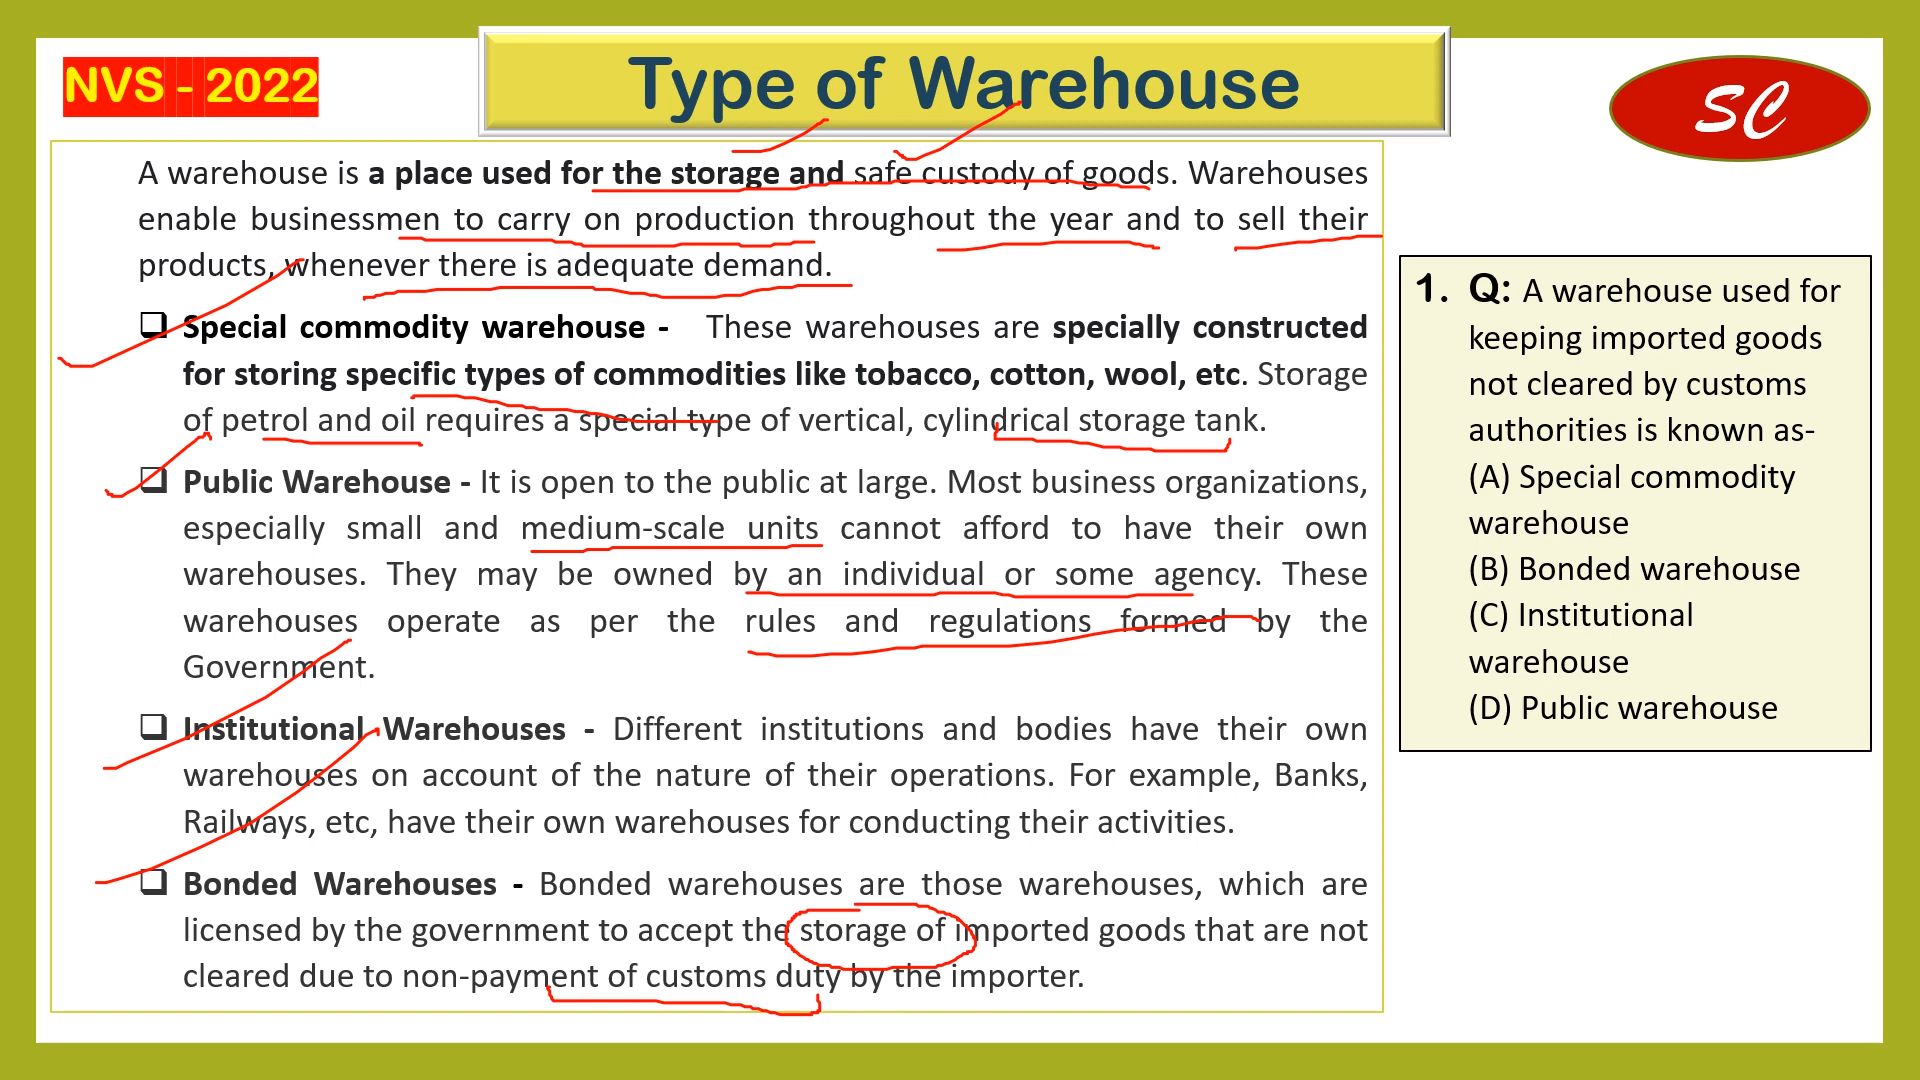 NVS - 2022
Type of Warehouse
SC
A warehouse is a place used for the storage and safe custody of goods. Warehouses
enable businessmen to carry on production throughout the year and to sell their
products, whenever there is adequate demand.
Special commodity warehouse - These warehouses are specially constructed
for storing specific types of commodities like tobacco, cotton, wool, etc. Storage
of petrol and oil requires a special type of vertical, cylindrical storage tank.
Public Warehouse - It is open to the public at large. Most business organizations,
especially small and medium-scale units cannot afford to have their own
warehouses. They may be owned by an individual or some agency. These
warehouses operate as per the rules and regulations formed by the
Government.
Institutional Warehouses - Different institutions and bodies have their own
warehouses on account of the nature of their operations. For example, Banks,
Railways, etc, have their own warehouses for conducting their activities.
Bonded Warehouses - Bonded warehouses are those warehouses, which are
licensed by the government to accept the storage of imported goods that are not
cleared due to non-payment of customs duty by the importer.
1. Q: A warehouse used for
keeping imported goods
not cleared by customs
authorities is known as-
(A) Special commodity
warehouse
(B) Bonded warehouse
(C) Institutional
warehouse
(D) Public warehouse